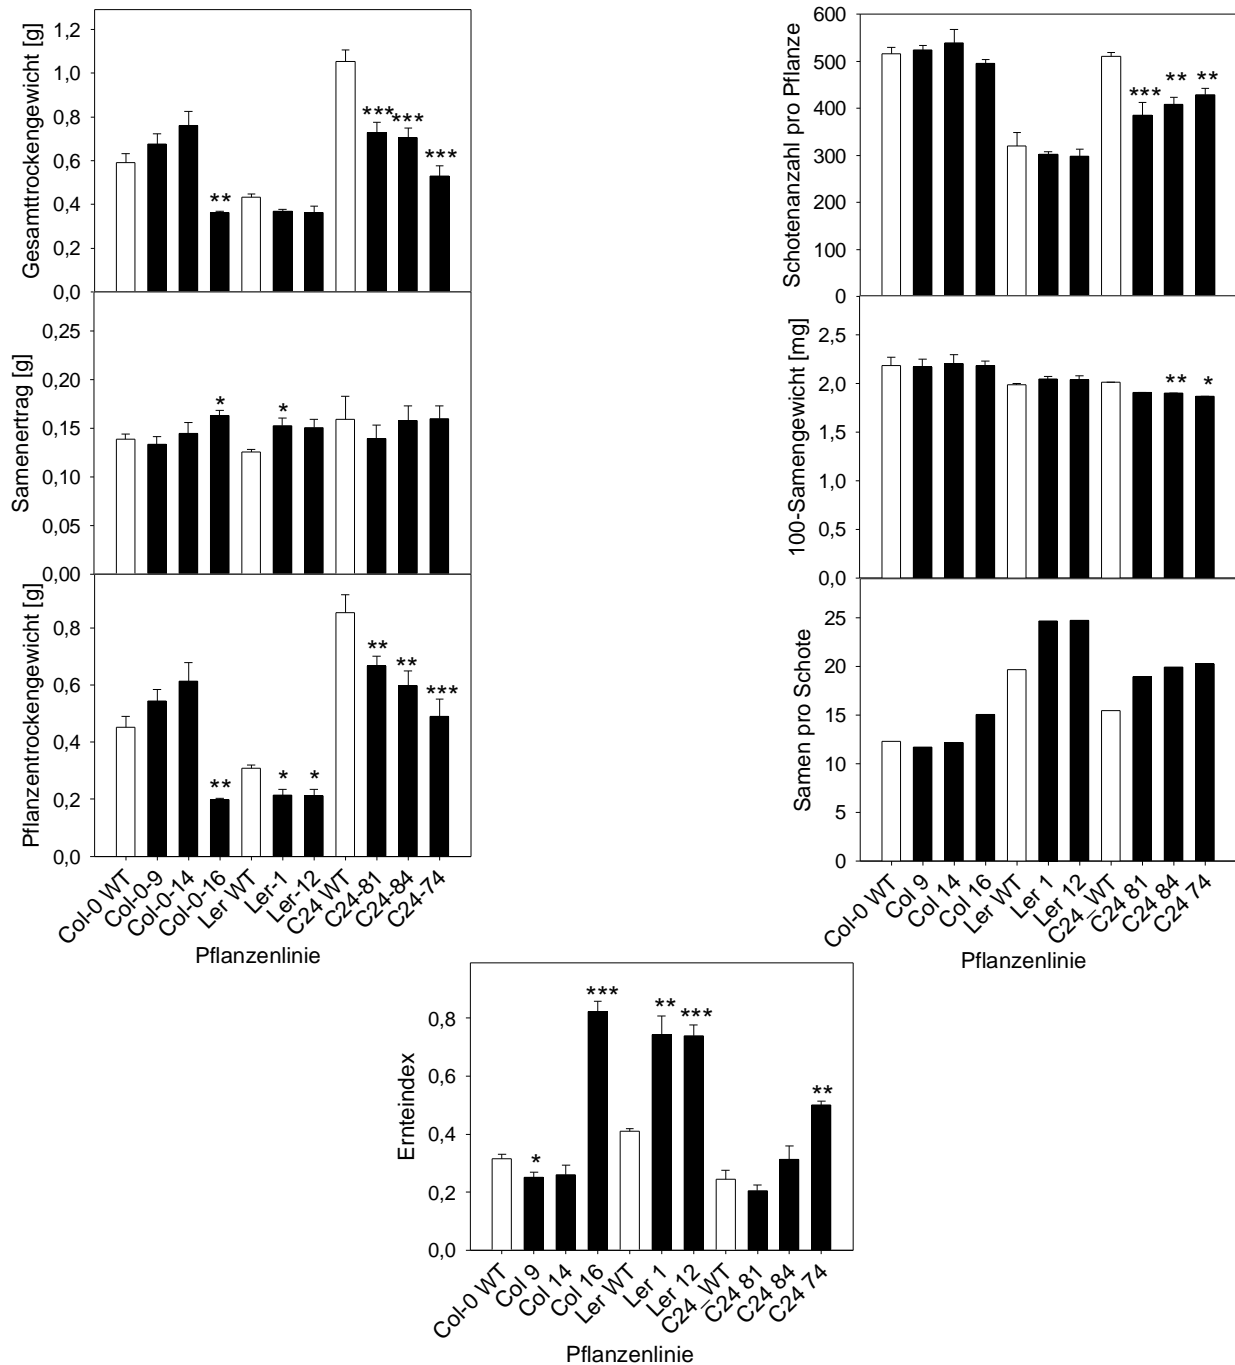 Gesamttrockengewicht [g]
1,2
1,0
0,8
0,6
0,4
0,2
0,0
**
***
***
***
Samenertrag [g]
0,25
0,20
0,15
0,10
0,05
0,00
*
*
Pflanzentrockengewicht [g]
0,8
0,6
0,4
0,2
0,0
**
*
*
**
**
***
Col-0 WT
Col-0-9
Col-0-14
Col-0-16
Ler WT
Ler-1
Ler-12
C24 WT
C24-81
C24-84
C24-74
Pflanzenlinie
Schotenanzahl pro Pflanze
600
500
400
300
200
100
0
***
**
**
100-Samengewicht [mg]
2,5
2,0
1,5
1,0
0,5
0,0
**
*
Samen pro Schote
25
20
15
10
5
0
Col-0 WT
Col 9
Col 14
Col 16
Ler WT
Ler 1
Ler 12
C24_WT
C24 81
C24 84
C24 74
Pflanzenlinie
Ernteindex
0,8
0,6
0,4
0,2
0,0
*
***
**
***
**
Col-0 WT
Col 9
Col 14
Col 16
Ler WT
Ler 1
Ler 12
C24_WT
C24 81
C24 84
C24 74
Pflanzenlinie